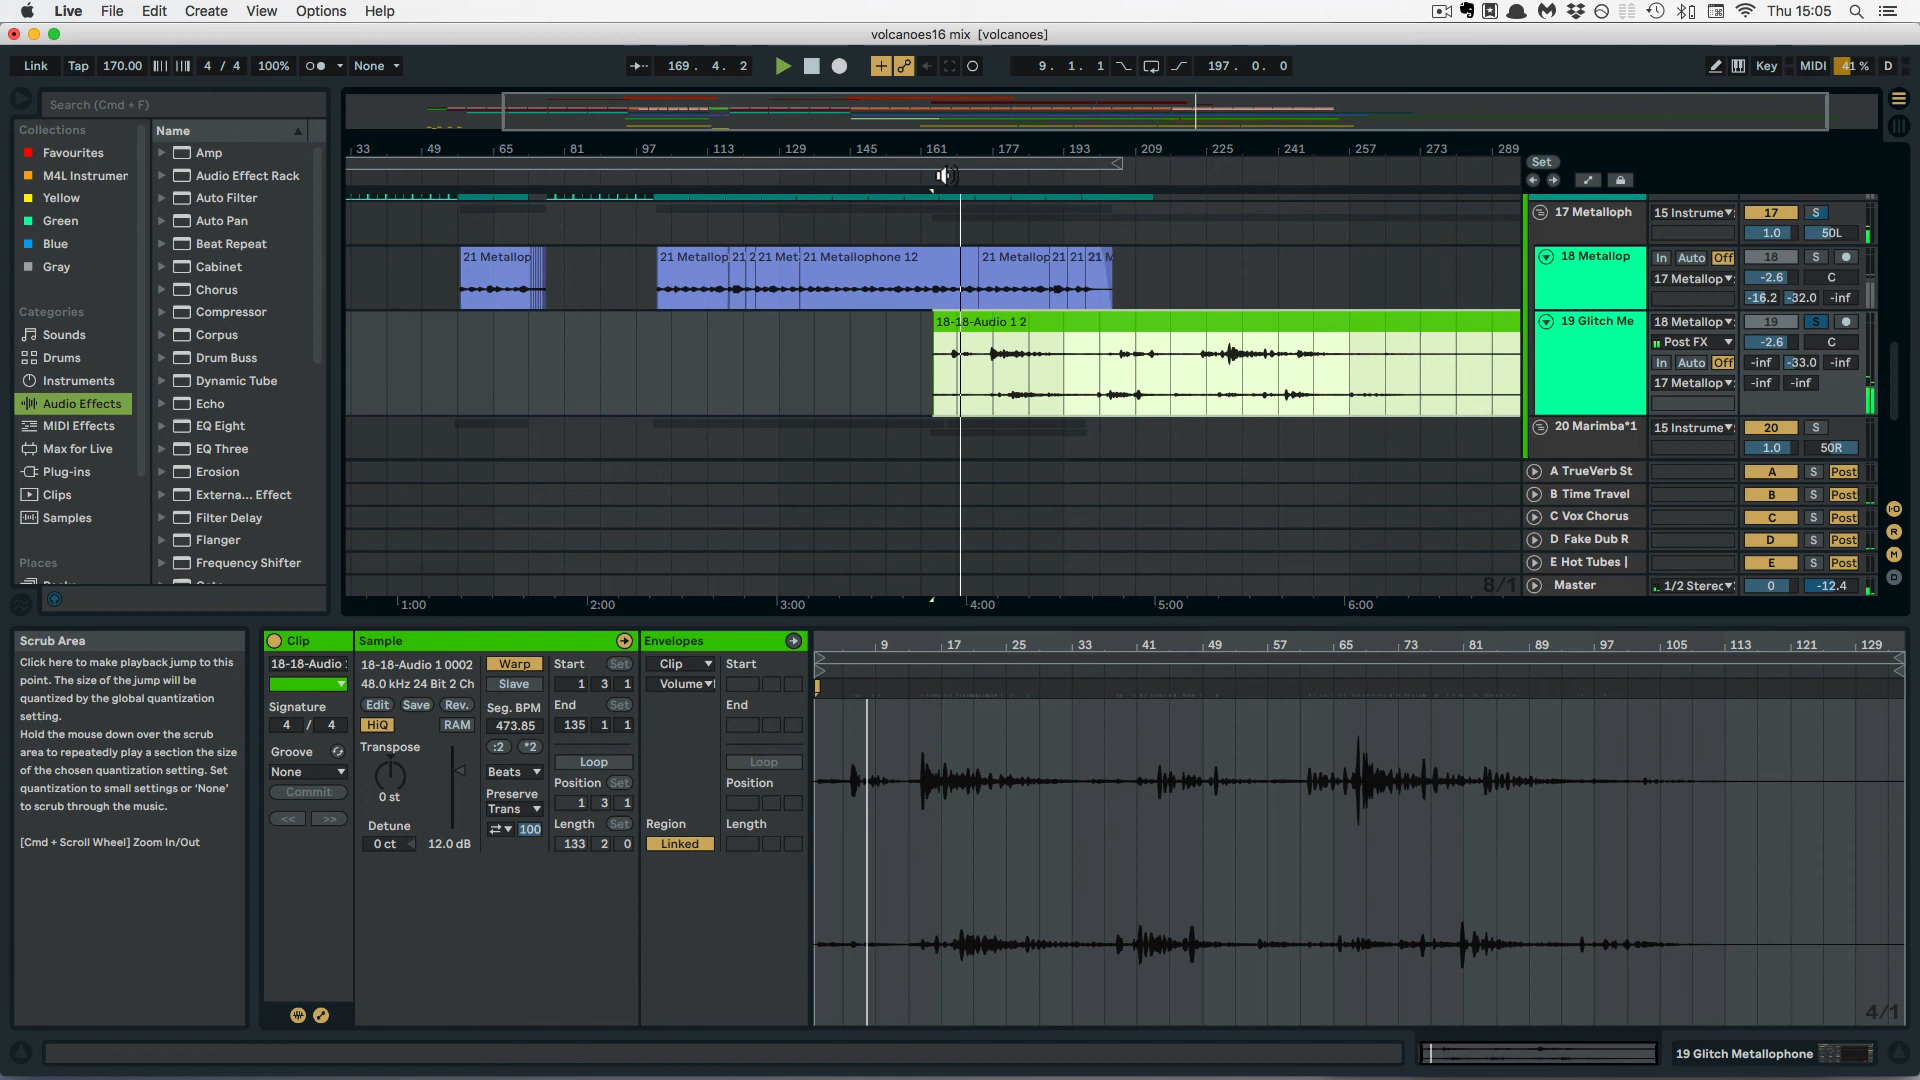 Live File Edit Create View Options Help
Thu 15:05
volcanoes16 mix [volcanoes]
Link Tap 170.00 4 / 4 100% None
169. 4. 2
9. 1. 1
197. 0. 0
Key MIDI 41 % D
Search (Cmd + F)
Collections
Favourites
M4L Instrumer
Yellow
Green
Blue
Gray
Categories
Sounds
Drums
Instruments
Audio Effects
MIDI Effects
Max for Live
Plug-ins
Clips
Samples
Places
Name
Amp
Audio Effect Rack
Auto Filter
Auto Pan
Beat Repeat
Cabinet
Chorus
Compressor
Corpus
Drum Buss
Dynamic Tube
Echo
EQ Eight
EQ Three
Erosion
Externa... Effect
Filter Delay
Flanger
Frequency Shifter
33 49 65 81 97 113 129 145 161 177 193 209 225 241 257 273 289
Set
21 Metallop 21 Metallop 21 2 21 Met 21 Metallophone 12 21 Metallop 21 21 21 M
18-18-Audio 1 2
17 Metalloph 15 Instrume 17 S
1.0 50L
18 Metallop In Auto Off 18 S
17 Metallop -2.6 C
-16.2 -32.0 -inf
19 Glitch Me 18 Metallop 19 S
Post FX -2.6 C
In Auto Off -inf -33.0 -inf
17 Metallop -inf -inf
20 Marimba*1 15 Instrume 20 S
1.0 50R
A TrueVerb St A S Post
B Time Travel B S Post
C Vox Chorus C S Post
D Fake Dub R D S Post
E Hot Tubes | E S Post
8/1
Master 1/2 Stereo 0 -12.4
1:00 2:00 3:00 4:00 5:00 6:00
R
M
D
Scrub Area
Click here to make playback jump to this
point. The size of the jump will be
quantized by the global quantization
setting.
Hold the mouse down over the scrub
area to repeatedly play a section the size
of the chosen quantization setting. Set
quantization to small settings or ‘None’
to scrub through the music.
[Cmd + Scroll Wheel] Zoom In/Out
Clip
18-18-Audio
Signature
4 / 4
Groove
None
Commit
<< >>
Sample
18-18-Audio 1 0002
48.0 kHz 24 Bit 2 Ch
Edit Save Rev.
HiQ RAM
Transpose
0 st
Detune
0 ct 12.0 dB
Warp
Slave
Seg. BPM
473.85
:2 *2
Beats
Preserve
Trans
100
Start Set
1 3 1
End Set
135 1 1
Loop
Position Set
1 3 1
Length Set
133 2 0
Envelopes
Clip
Volume
Region
Linked
Start
End
Loop
Position
Length
9 17 25 33 41 49 57 65 73 81 89 97 105 113 121 129
4/1
19 Glitch Metallophone